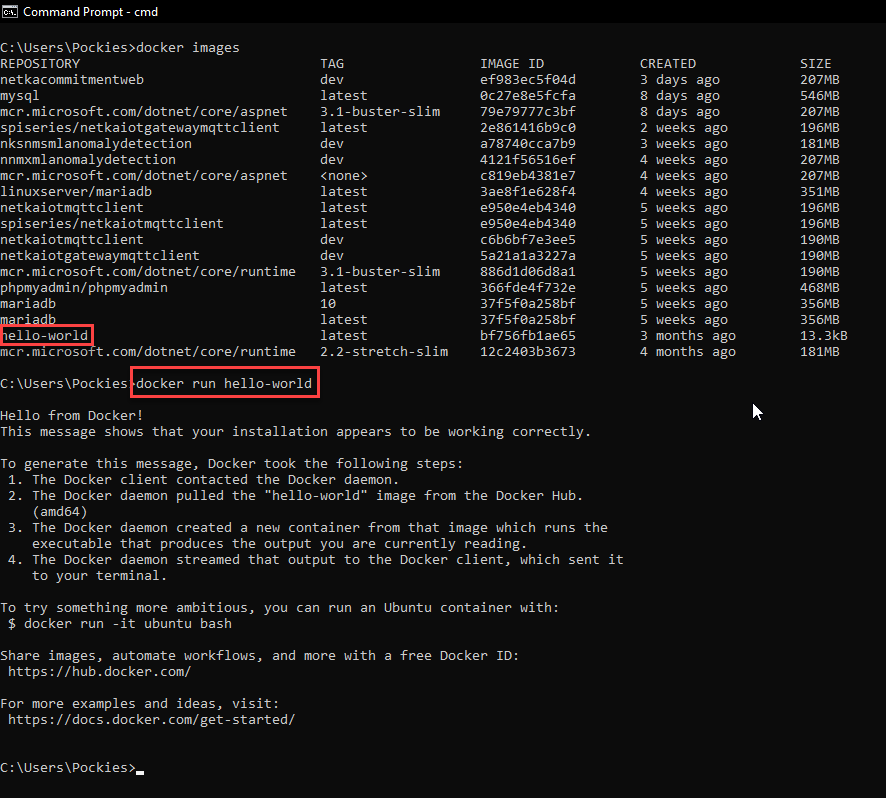 Command Prompt - cmd
C:\Users\Pockies>docker images
REPOSITORY TAG IMAGE ID CREATED SIZE
netkacommitmentweb dev ef983ec5f04d 3 days ago 207MB
mysql latest 0c27e8e5fcfa 8 days ago 546MB
mcr.microsoft.com/dotnet/core/aspnet 3.1-buster-slim 79e79777c3bf 8 days ago 207MB
spiseries/netkaiotgatewaymqttclient latest 2e861416b9c0 2 weeks ago 196MB
nksnmsmlanomalydetection dev a78740cca7b9 3 weeks ago 181MB
nnmxmlanomalydetection dev 4121f56516ef 4 weeks ago 207MB
mcr.microsoft.com/dotnet/core/aspnet <none> c819eb4381e7 4 weeks ago 207MB
linuxserver/mariadb latest 3ae8f1e628f4 4 weeks ago 351MB
netkaiotmqttclient latest e950e4eb4340 5 weeks ago 196MB
spiseries/netkaiotmqttclient latest e950e4eb4340 5 weeks ago 196MB
netkaiotmqttclient dev c6b6bf7e3ee5 5 weeks ago 190MB
netkaiotgatewaymqttclient dev 5a21a1a3227a 5 weeks ago 190MB
mcr.microsoft.com/dotnet/core/runtime 3.1-buster-slim 886d1d06d8a1 5 weeks ago 190MB
phpmyadmin/phpmyadmin latest 366fde4f732e 5 weeks ago 468MB
mariadb 10 37f5f0a258bf 5 weeks ago 356MB
mariadb latest 37f5f0a258bf 5 weeks ago 356MB
hello-world latest bf756fb1ae65 3 months ago 13.3kB
mcr.microsoft.com/dotnet/core/runtime 2.2-stretch-slim 12c2403b3673 4 months ago 181MB
C:\Users\Pockies>docker run hello-world
Hello from Docker!
This message shows that your installation appears to be working correctly.
To generate this message, Docker took the following steps:
1. The Docker client contacted the Docker daemon.
2. The Docker daemon pulled the "hello-world" image from the Docker Hub.
(amd64)
3. The Docker daemon created a new container from that image which runs the
executable that produces the output you are currently reading.
4. The Docker daemon streamed that output to the Docker client, which sent it
to your terminal.
To try something more ambitious, you can run an Ubuntu container with:
$ docker run -it ubuntu bash
Share images, automate workflows, and more with a free Docker ID:
https://hub.docker.com/
For more examples and ideas, visit:
https://docs.docker.com/get-started/
C:\Users\Pockies>